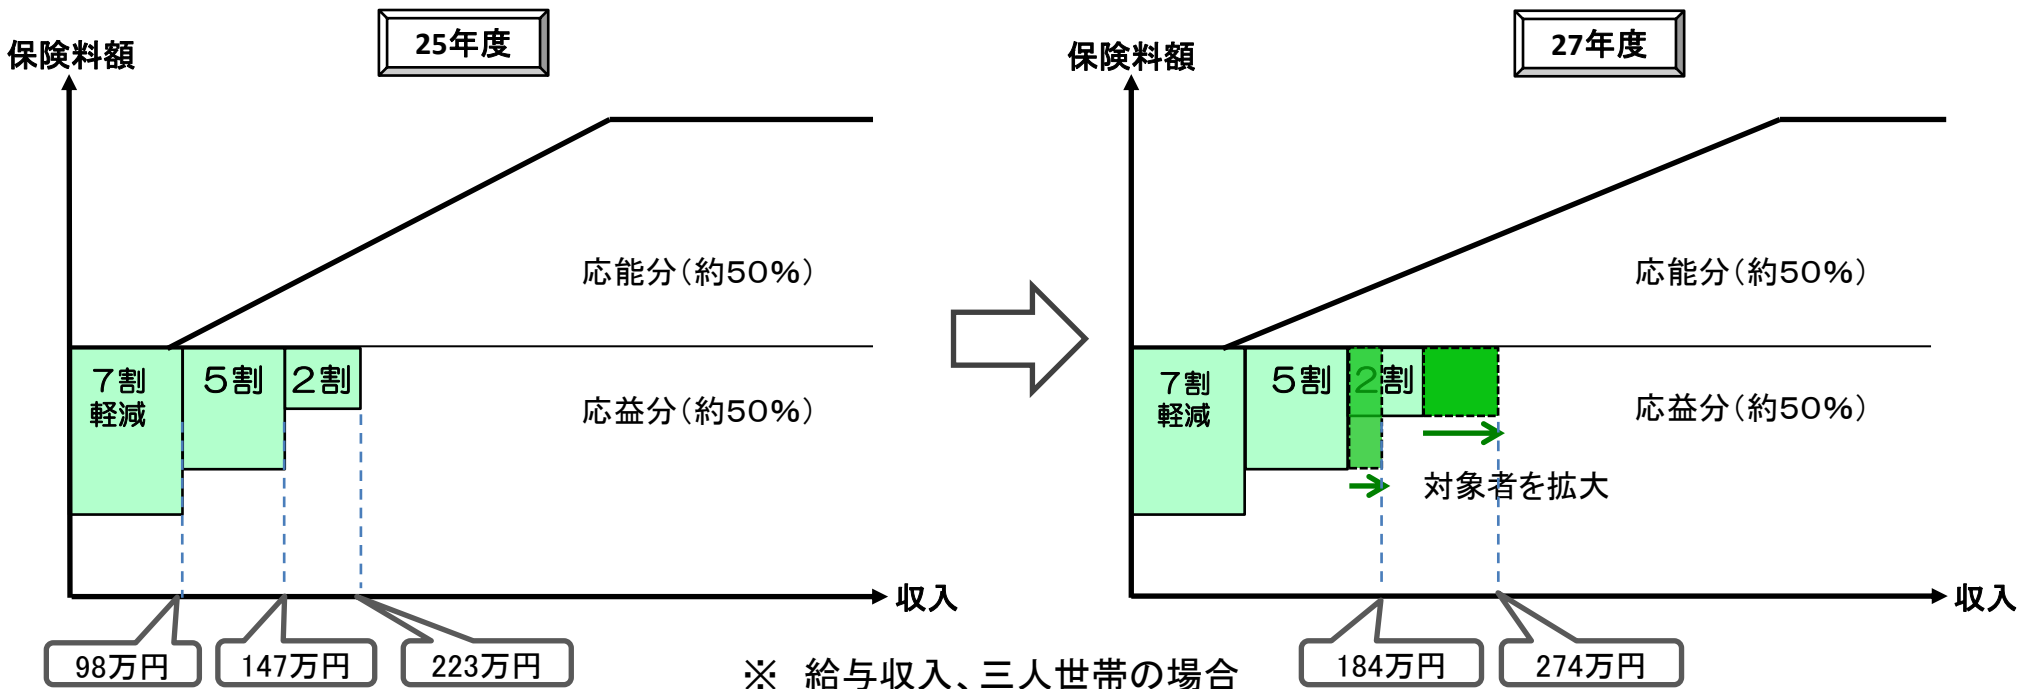 25年度
保険料額
応能分（約50%）
7割
軽減
5割
2割
応益分（約50%）
収入
98万円
147万円
223万円
27年度
保険料額
応能分（約50%）
7割
軽減
5割
2割
応益分（約50%）
対象者を拡大
収入
184万円
274万円
※　給与収入、三人世帯の場合